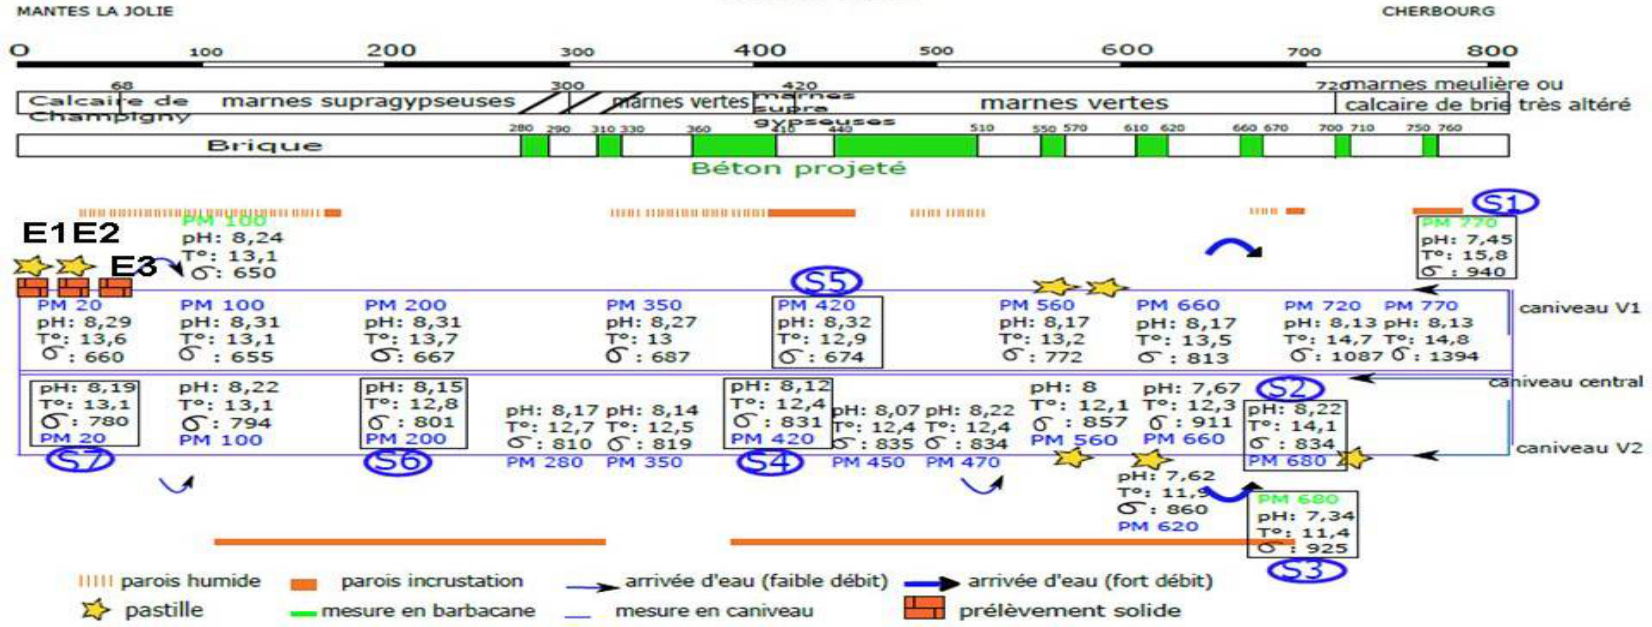 MANTES LA JOLIE CHERBOURG
0 100 200 300 400 500 600 700 800
68 300 420 720
Calcaire de Champigny marnes supragypseuses marnes vertes marnes supra gypseuses marnes vertes marnes meulière ou calcaire de brie très altéré
280 290 310 330 360 410 440 510 550 570 610 620 660 670 700 710 750 760
Brique
Béton projeté
S1
E1E2
E3
PM 100
pH: 8,24
T°: 13,1
σ: 650
PM 770
pH: 7,45
T°: 15,8
σ: 940
S5
PM 20 PM 100 PM 200 PM 350 PM 420 PM 560 PM 660 PM 720 PM 770
pH: 8,29 pH: 8,31 pH: 8,31 pH: 8,27 pH: 8,32 pH: 8,17 pH: 8,17 pH: 8,13 pH: 8,13
T°: 13,6 T°: 13,1 T°: 13,7 T°: 13 T°: 12,9 T°: 13,2 T°: 13,5 T°: 14,7 T°: 14,8
σ: 660 σ: 655 σ: 667 σ: 687 σ: 674 σ: 772 σ: 813 σ: 1087 σ: 1394
caniveau V1
caniveau central
pH: 8,19 pH: 8,22 pH: 8,15 pH: 8,17 pH: 8,14 pH: 8,12 pH: 8,07 pH: 8,22 pH: 8 pH: 7,67 S2 pH: 8,22
T°: 13,1 T°: 13,1 T°: 12,8 T°: 12,7 T°: 12,5 T°: 12,4 T°: 12,4 T°: 12,4 T°: 12,1 T°: 12,3 T°: 14,1
σ: 780 σ: 794 σ: 801 σ: 810 σ: 819 σ: 831 σ: 835 σ: 834 σ: 857 σ: 911 σ: 834
PM 20 PM 100 PM 200 PM 280 PM 350 PM 420 PM 450 PM 470 PM 560 PM 660 PM 680
caniveau V2
S7 S6 S4
pH: 7,62
T°: 11,9
σ: 860
PM 620
PM 680
pH: 7,34
T°: 11,4
σ: 925
S3
parois humide parois incrustation arrivée d'eau (faible débit) arrivée d'eau (fort débit)
pastille mesure en barbacane mesure en caniveau prélèvement solide